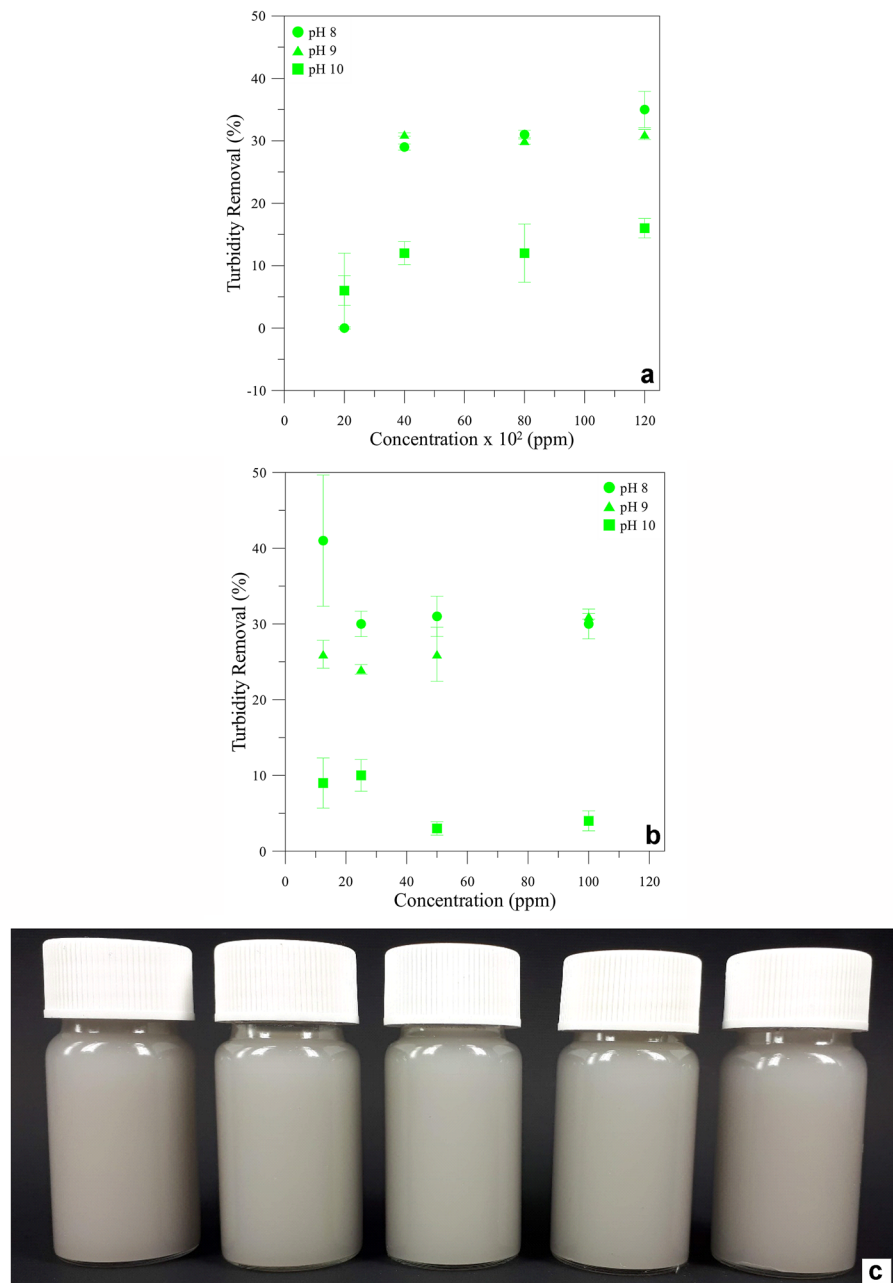 50
40
30
20
10
0
-10
Turbidity Removal (%)
pH 8
pH 9
pH 10
a
0 20 40 60 80 100 120
Concentration x 10² (ppm)
50
40
30
20
10
0
Turbidity Removal (%)
pH 8
pH 9
pH 10
b
0 20 40 60 80 100 120
Concentration (ppm)
c